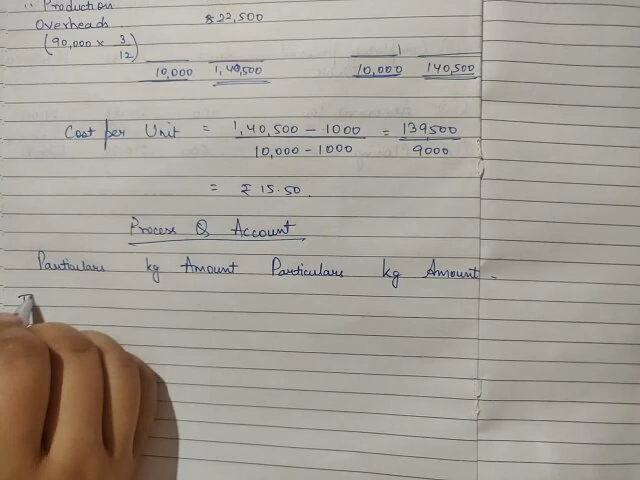 " Production
Overheads 22,500
(90,000 × 3/12)
10,000 1,40,500 10,000 140,500
Cost per Unit = 1,40,500 - 1000 / 10,000 - 1000 = 139500 / 9000
= ₹ 15.50
Process Q Account
Particulars kg Amount Particulars kg Amount
T